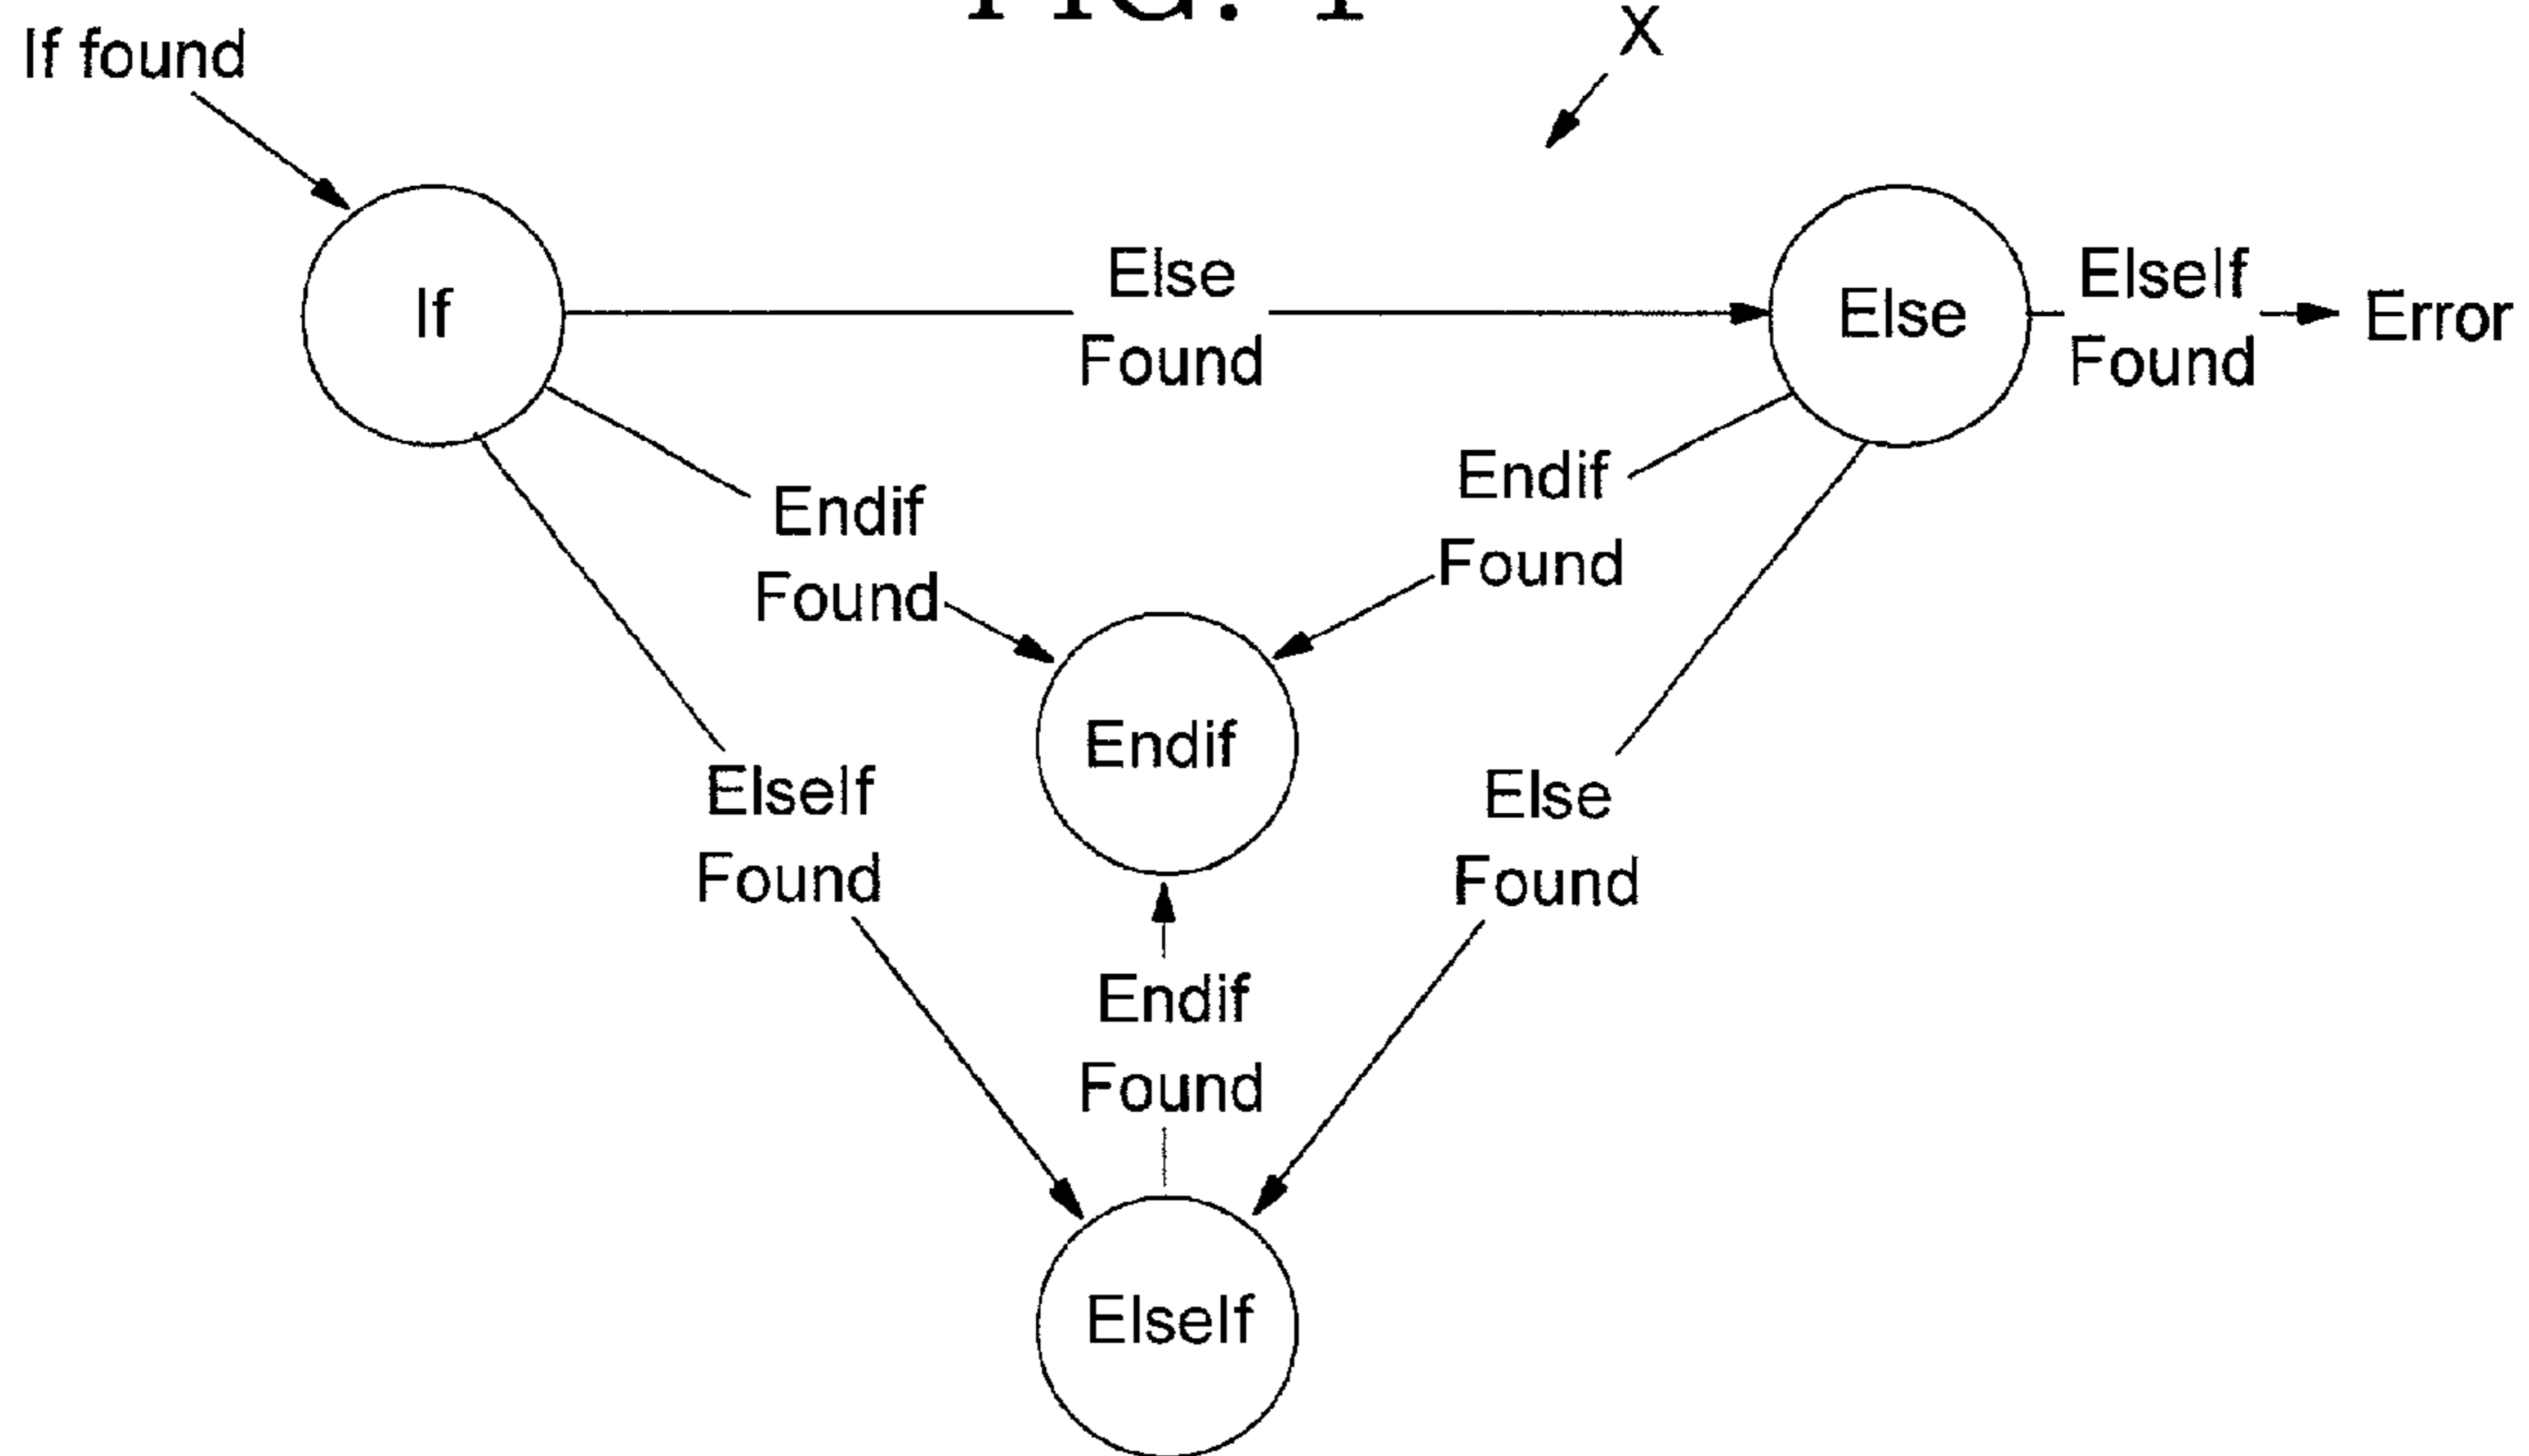 X
If found
If
Else
Found
Else
ElseIf
Found
Error
Endif
Found
Endif
Found
Endif
ElseIf
Found
Else
Found
Endif
Found
ElseIf